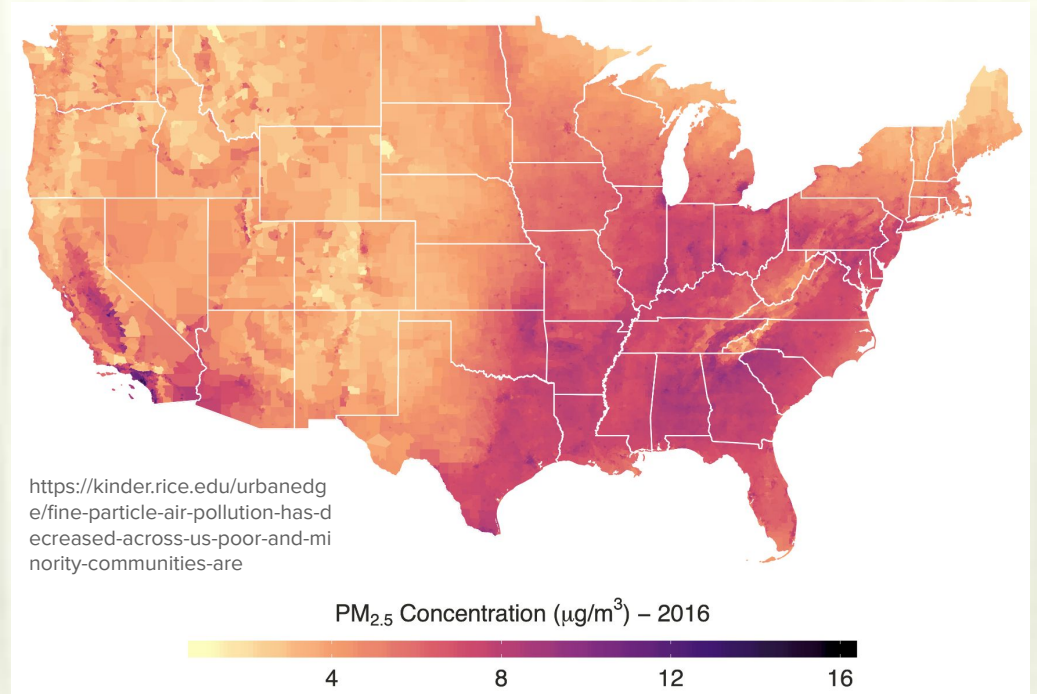 https://kinder.rice.edu/urbanedg
e/fine-particle-air-pollution-has-d
ecreased-across-us-poor-and-mi
nority-communities-are
PM2.5 Concentration (μg/m3) – 2016
4 8 12 16